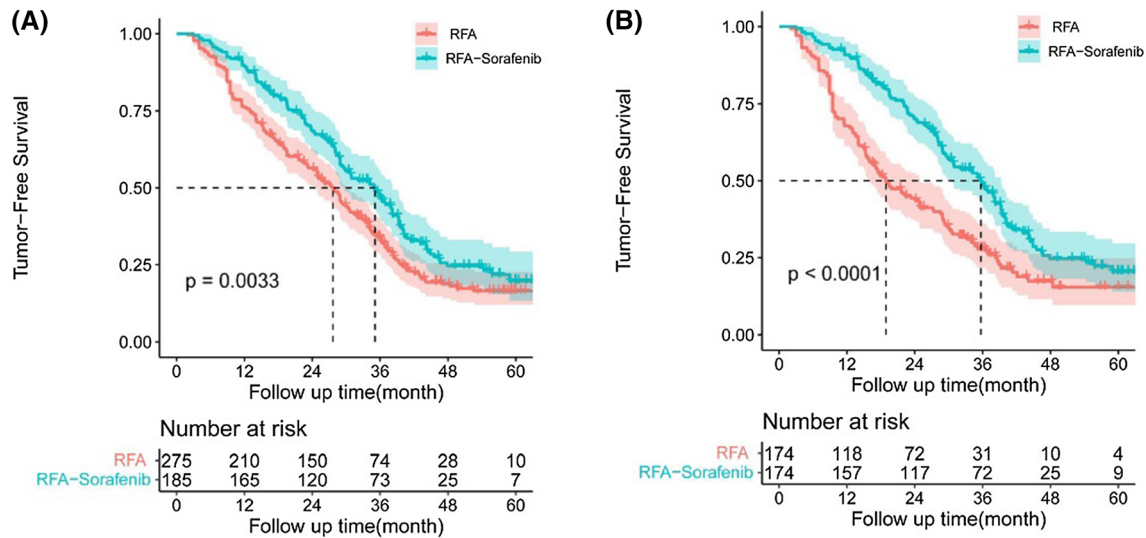 (A)
RFA
RFA-Sorafenib
Tumor-Free Survival
1.00
0.75
0.50
0.25
0.00
p = 0.0033
0 12 24 36 48 60
Follow up time(month)
Number at risk
RFA 275 210 150 74 28 10
RFA-Sorafenib 185 165 120 73 25 7
0 12 24 36 48 60
Follow up time(month)
(B)
RFA
RFA-Sorafenib
Tumor-Free Survival
1.00
0.75
0.50
0.25
0.00
p < 0.0001
0 12 24 36 48 60
Follow up time(month)
Number at risk
RFA 174 118 72 31 10 4
RFA-Sorafenib 174 157 117 72 25 9
0 12 24 36 48 60
Follow up time(month)